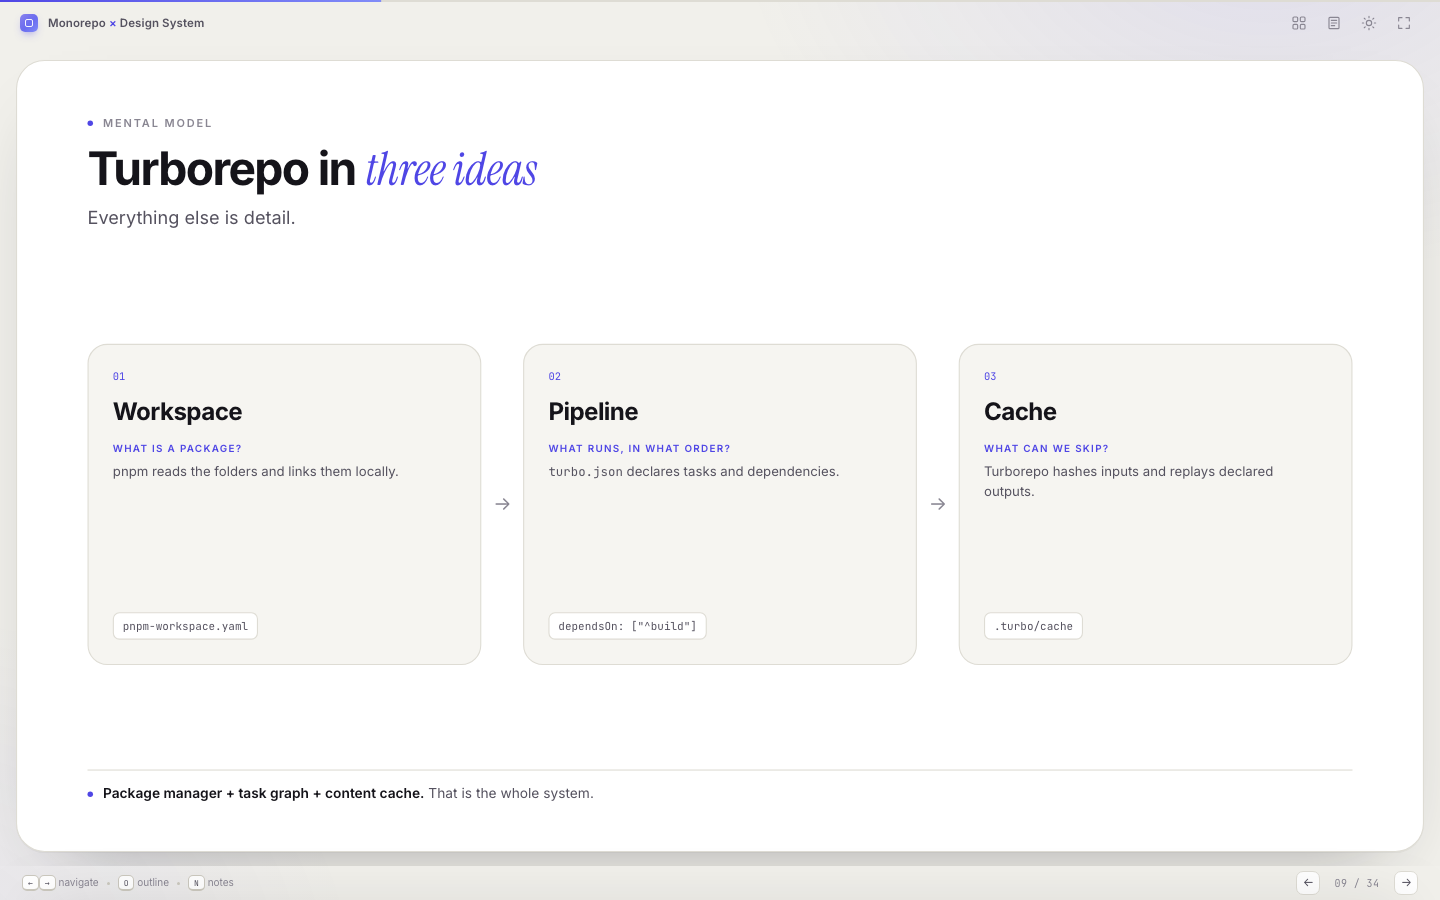 Monorepo × Design System
MENTAL MODEL
Turborepo in three ideas
Everything else is detail.
01
Workspace
WHAT IS A PACKAGE?
pnpm reads the folders and links them locally.
pnpm-workspace.yaml
→
02
Pipeline
WHAT RUNS, IN WHAT ORDER?
turbo.json declares tasks and dependencies.
dependsOn: ["^build"]
→
03
Cache
WHAT CAN WE SKIP?
Turborepo hashes inputs and replays declared
outputs.
.turbo/cache
Package manager + task graph + content cache. That is the whole system.
← → navigate • O outline • N notes
← 09 / 34 →